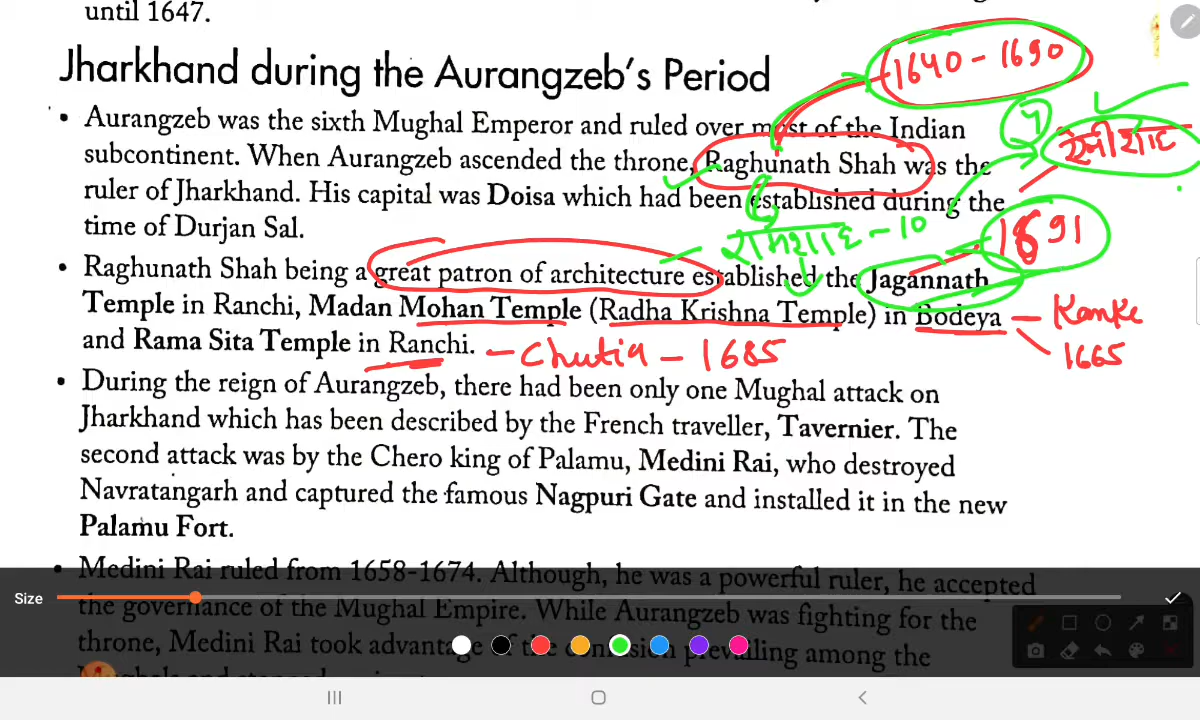 until 1647.
Jharkhand during the Aurangzeb's Period
1640 - 1690
• Aurangzeb was the sixth Mughal Emperor and ruled over most of the Indian
subcontinent. When Aurangzeb ascended the throne, Raghunath Shah was the
ruler of Jharkhand. His capital was Doisa which had been established during the
time of Durjan Sal.
रामशाह - 10
1691
• Raghunath Shah being a great patron of architecture established the Jagannath
Temple in Ranchi, Madan Mohan Temple (Radha Krishna Temple) in Bodeya - Kanke
and Rama Sita Temple in Ranchi. - Chutia - 1685
1665
• During the reign of Aurangzeb, there had been only one Mughal attack on
Jharkhand which has been described by the French traveller, Tavernier. The
second attack was by the Chero king of Palamu, Medini Rai, who destroyed
Navratangarh and captured the famous Nagpuri Gate and installed it in the new
Palamu Fort.
• Medini Rai ruled from 1658-1674. Although, he was a powerful ruler, he accepted
Size
the governance of the Mughal Empire. While Aurangzeb was fighting for the
throne, Medini Rai took advantage of the confusion prevailing among the